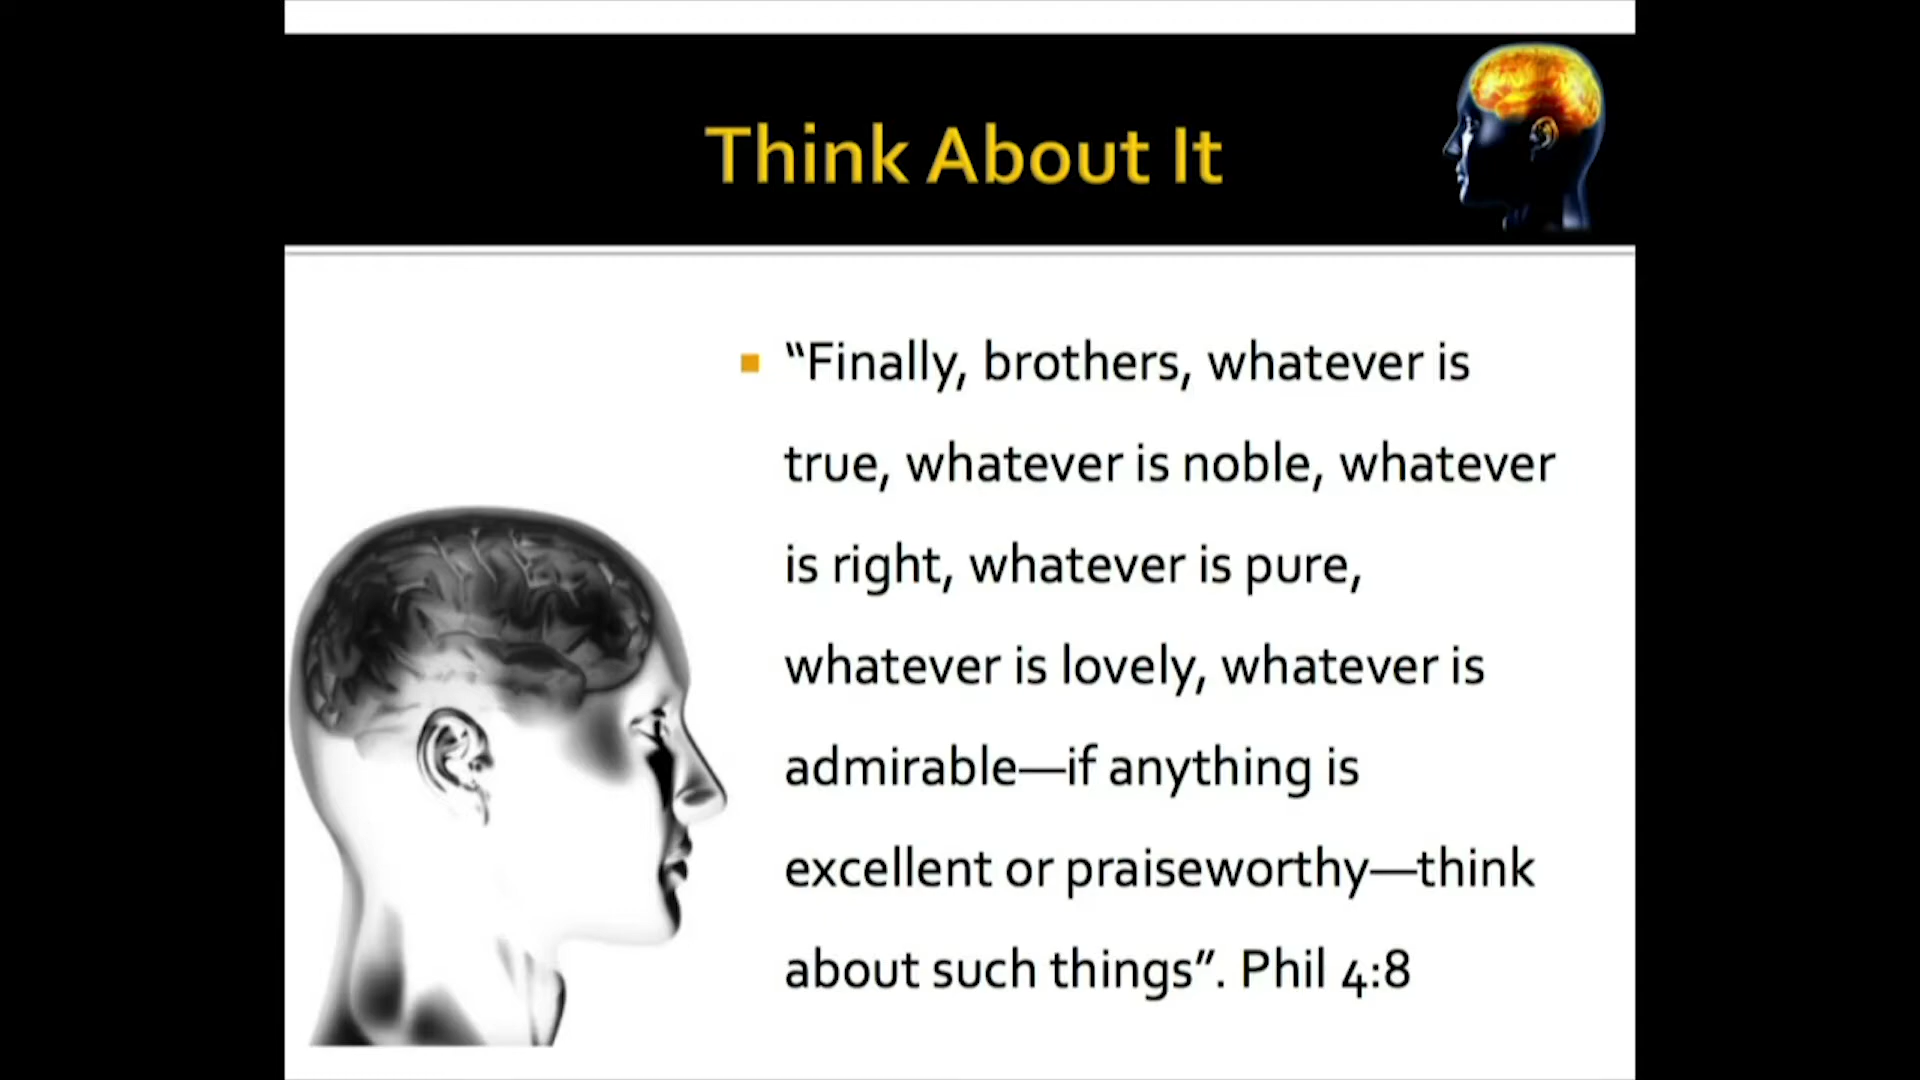 Think About It
“Finally, brothers, whatever is
true, whatever is noble, whatever
is right, whatever is pure,
whatever is lovely, whatever is
admirable—if anything is
excellent or praiseworthy—think
about such things”. Phil 4:8